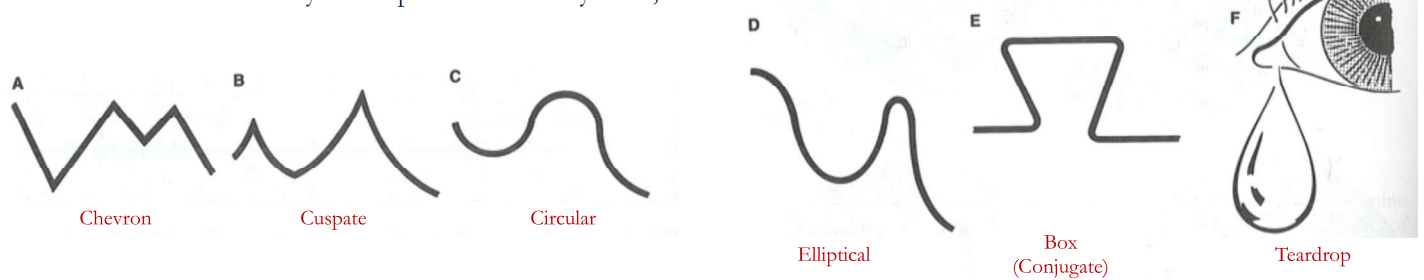 A
Chevron
B
Cuspate
C
Circular
D
Elliptical
E
Box
(Conjugate)
F
Teardrop